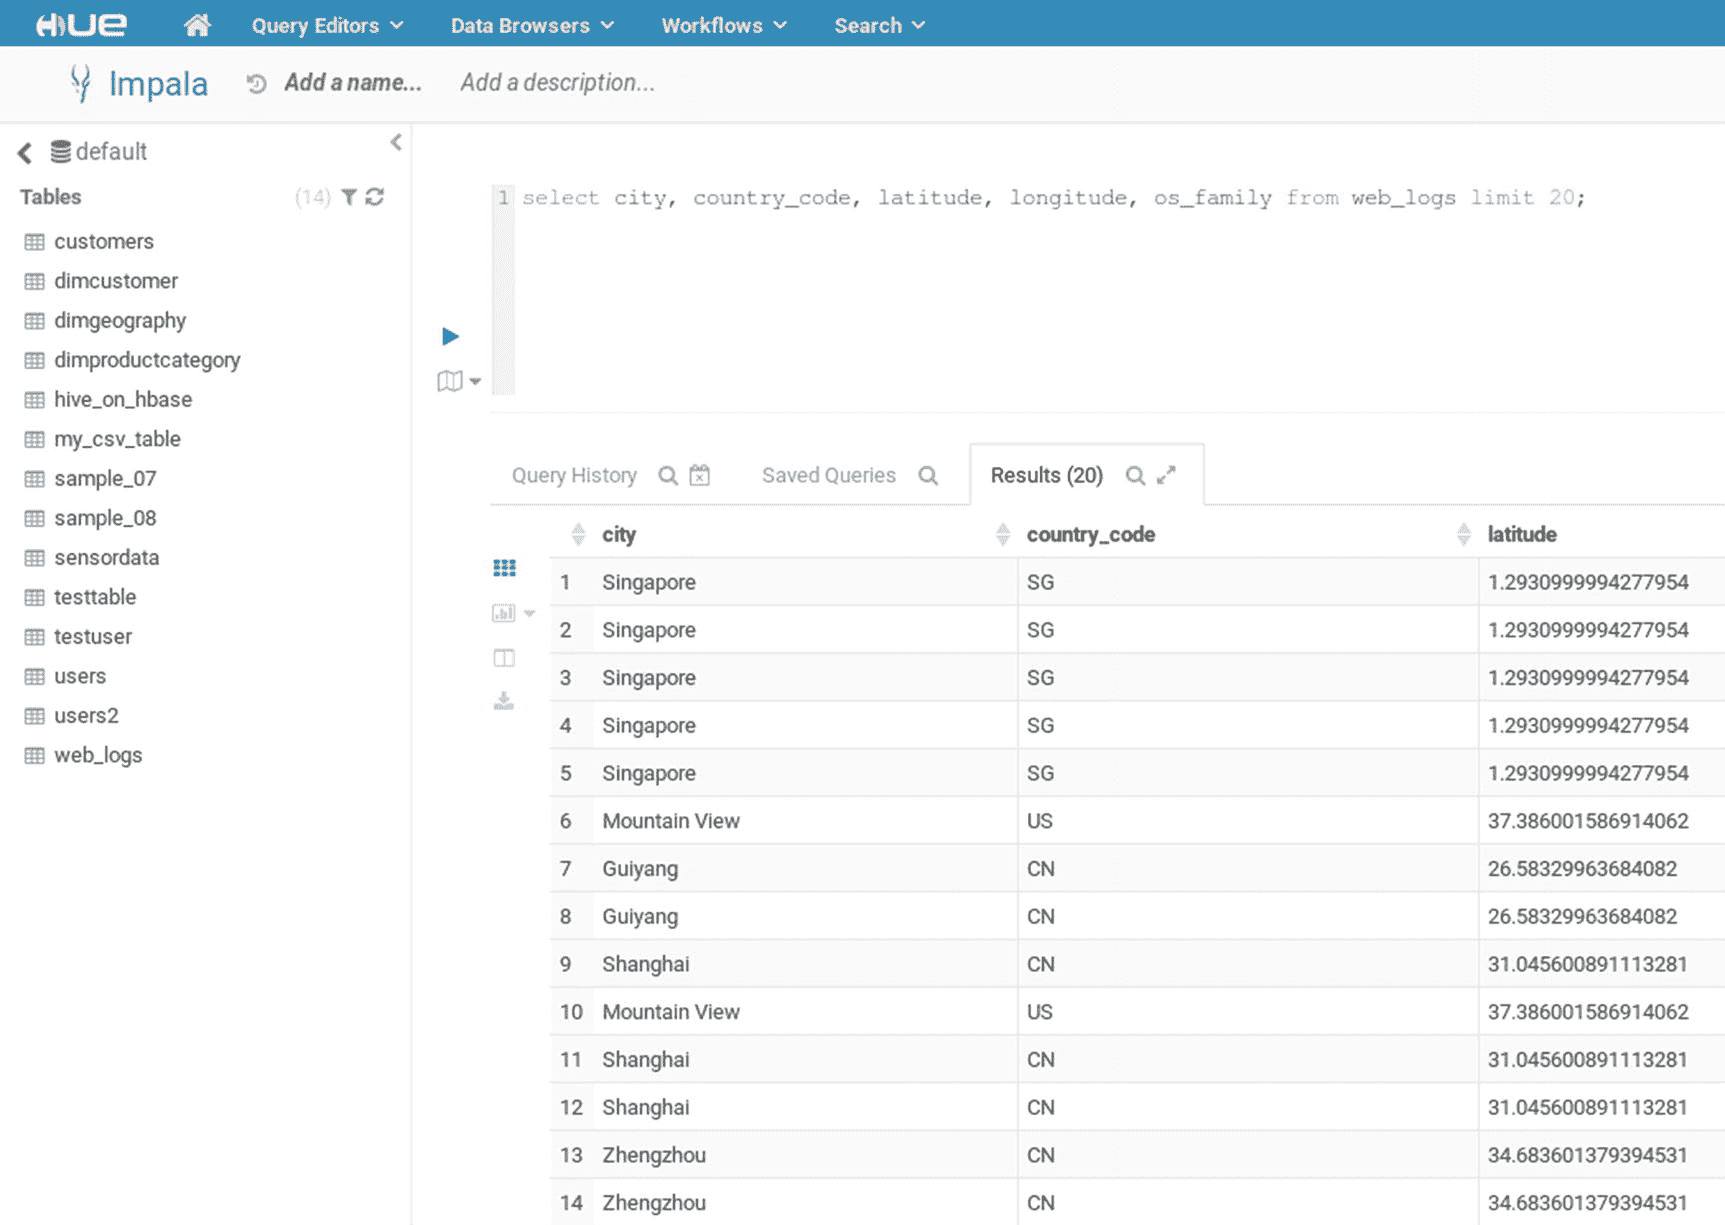 HUE Query Editors Data Browsers Workflows Search
Impala Add a name... Add a description...
default
Tables (14)
customers
dimcustomer
dimgeography
dimproductcategory
hive_on_hbase
my_csv_table
sample_07
sample_08
sensordata
testtable
testuser
users
users2
web_logs
1 select city, country_code, latitude, longitude, os_family from web_logs limit 20;
Query History Saved Queries Results (20)
city country_code latitude
1 Singapore SG 1.2930999994277954
2 Singapore SG 1.2930999994277954
3 Singapore SG 1.2930999994277954
4 Singapore SG 1.2930999994277954
5 Singapore SG 1.2930999994277954
6 Mountain View US 37.386001586914062
7 Guiyang CN 26.58329963684082
8 Guiyang CN 26.58329963684082
9 Shanghai CN 31.045600891113281
10 Mountain View US 37.386001586914062
11 Shanghai CN 31.045600891113281
12 Shanghai CN 31.045600891113281
13 Zhengzhou CN 34.683601379394531
14 Zhengzhou CN 34.683601379394531